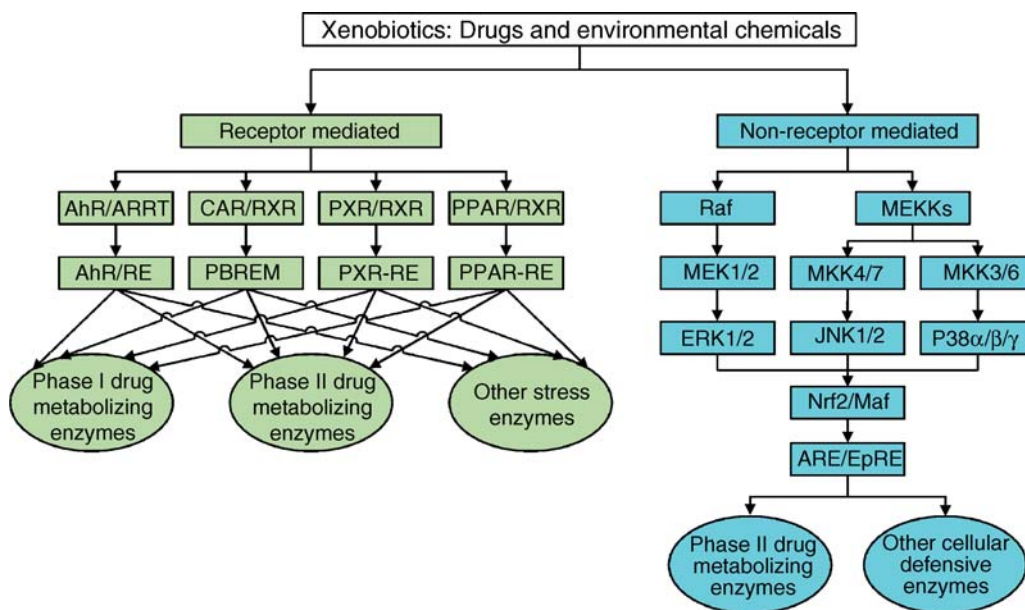 Xenobiotics: Drugs and environmental chemicals
Receptor mediated
Non-receptor mediated
AhR/ARRT
CAR/RXR
PXR/RXR
PPAR/RXR
Raf
MEKKs
AhR/RE
PBREM
PXR-RE
PPAR-RE
MEK1/2
MKK4/7
MKK3/6
ERK1/2
JNK1/2
P38α/β/γ
Phase I drug
metabolizing
enzymes
Phase II drug
metabolizing
enzymes
Other stress
enzymes
Nrf2/Maf
ARE/EpRE
Phase II drug
metabolizing
enzymes
Other cellular
defensive
enzymes